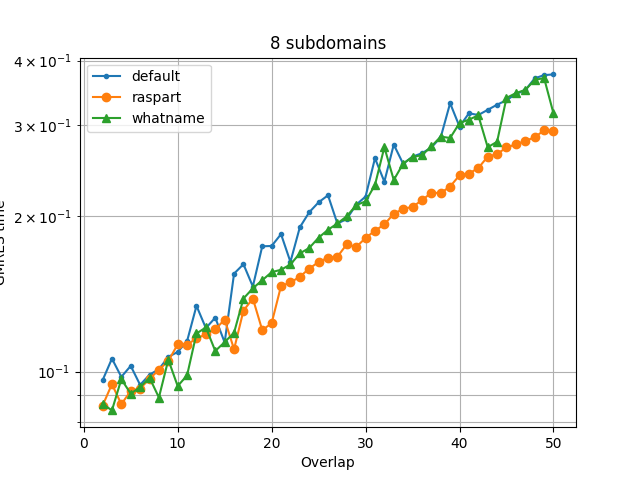 8 subdomains
4 × 10⁻¹
3 × 10⁻¹
2 × 10⁻¹
10⁻¹
default
raspart
whatname
0 10 20 30 40 50
Overlap
GMRES time